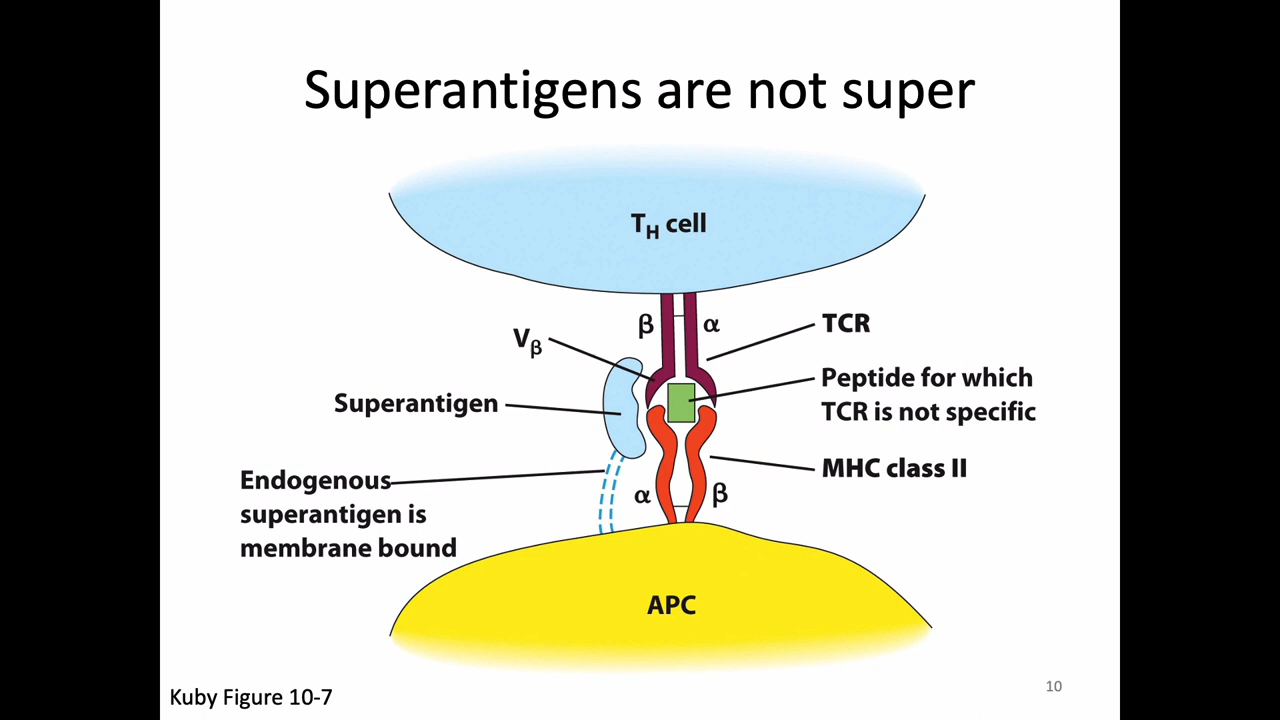 Superantigens are not super
TH cell
β
α
TCR
Vβ
Peptide for which
TCR is not specific
Superantigen
MHC class II
Endogenous
superantigen is
membrane bound
α
β
APC
Kuby Figure 10-7
10